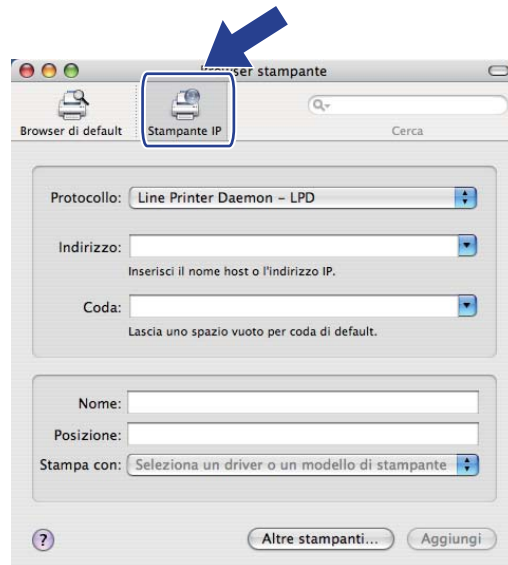 Browser stampante
Browser di default
Stampante IP
Cerca
Protocollo: Line Printer Daemon – LPD
Indirizzo:
Inserisci il nome host o l'indirizzo IP.
Coda:
Lascia uno spazio vuoto per coda di default.
Nome:
Posizione:
Stampa con: Seleziona un driver o un modello di stampante
? Altre stampanti... Aggiungi